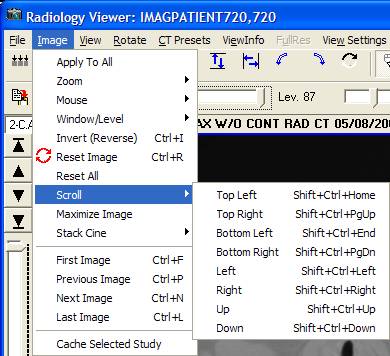 Radiology Viewer: IMAGPATIENT720,720
File Image View Rotate CT Presets ViewInfo FullRes View Settings
Lev. 87
2-C.A
AX W/O CONT RAD CT 05/08/200
Apply To All
Zoom
Mouse
Window/Level
Invert (Reverse) Ctrl+I
Reset Image Ctrl+R
Reset All
Scroll
Maximize Image
Stack Cine
First Image Ctrl+F
Previous Image Ctrl+P
Next Image Ctrl+N
Last Image Ctrl+L
Cache Selected Study
Top Left Shift+Ctrl+Home
Top Right Shift+Ctrl+PgUp
Bottom Left Shift+Ctrl+End
Bottom Right Shift+Ctrl+PgDn
Left Shift+Ctrl+Left
Right Shift+Ctrl+Right
Up Shift+Ctrl+Up
Down Shift+Ctrl+Down